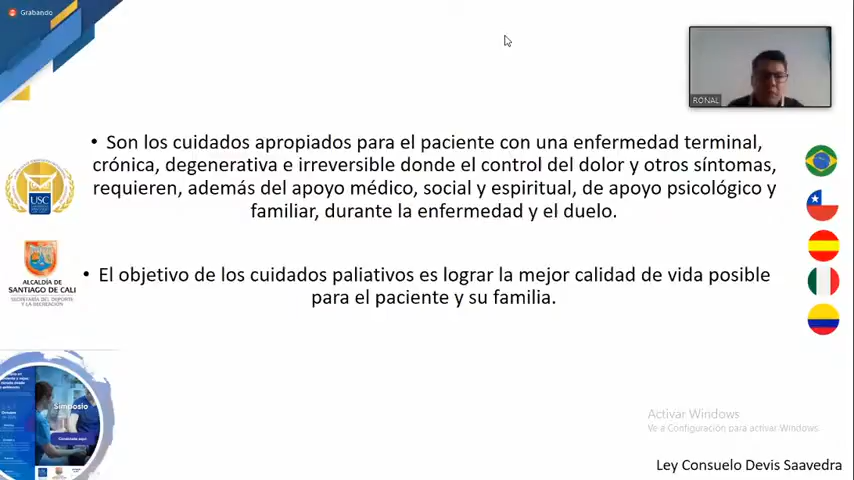 Grabando
RONAL
• Son los cuidados apropiados para el paciente con una enfermedad terminal,
crónica, degenerativa e irreversible donde el control del dolor y otros síntomas,
requieren, además del apoyo médico, social y espiritual, de apoyo psicológico y
familiar, durante la enfermedad y el duelo.
USC
ALCALDÍA DE
SANTIAGO DE CALI
SECRETARÍA DEL DEPORTE
Y LA RECREACIÓN
• El objetivo de los cuidados paliativos es lograr la mejor calidad de vida posible
para el paciente y su familia.
Simposio
Activar Windows
Ve a Configuración para activar Windows.
Ley Consuelo Devis Saavedra